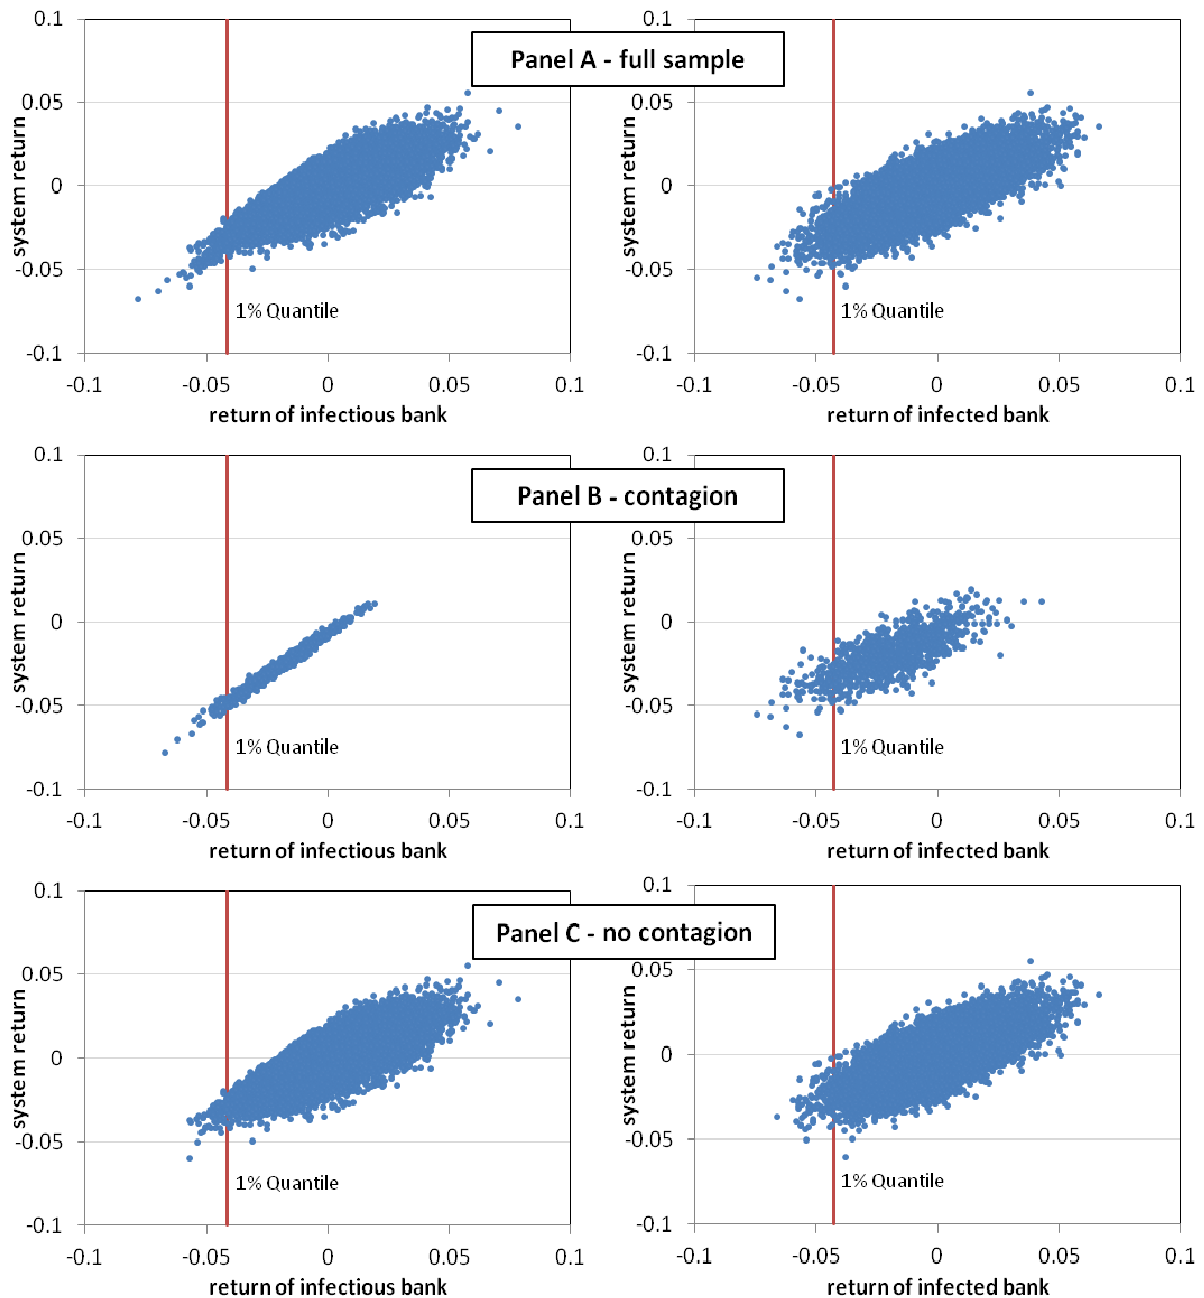 Panel A - full sample
0.1
0.05
0
-0.05
-0.1
system return
1% Quantile
-0.1 -0.05 0 0.05 0.1
return of infectious bank
0.1
0.05
0
-0.05
-0.1
system return
1% Quantile
-0.1 -0.05 0 0.05 0.1
return of infected bank
Panel B - contagion
0.1
0.05
0
-0.05
-0.1
system return
1% Quantile
-0.1 -0.05 0 0.05 0.1
return of infectious bank
0.1
0.05
0
-0.05
-0.1
system return
1% Quantile
-0.1 -0.05 0 0.05 0.1
return of infected bank
Panel C - no contagion
0.1
0.05
0
-0.05
-0.1
system return
1% Quantile
-0.1 -0.05 0 0.05 0.1
return of infectious bank
0.1
0.05
0
-0.05
-0.1
system return
1% Quantile
-0.1 -0.05 0 0.05 0.1
return of infected bank